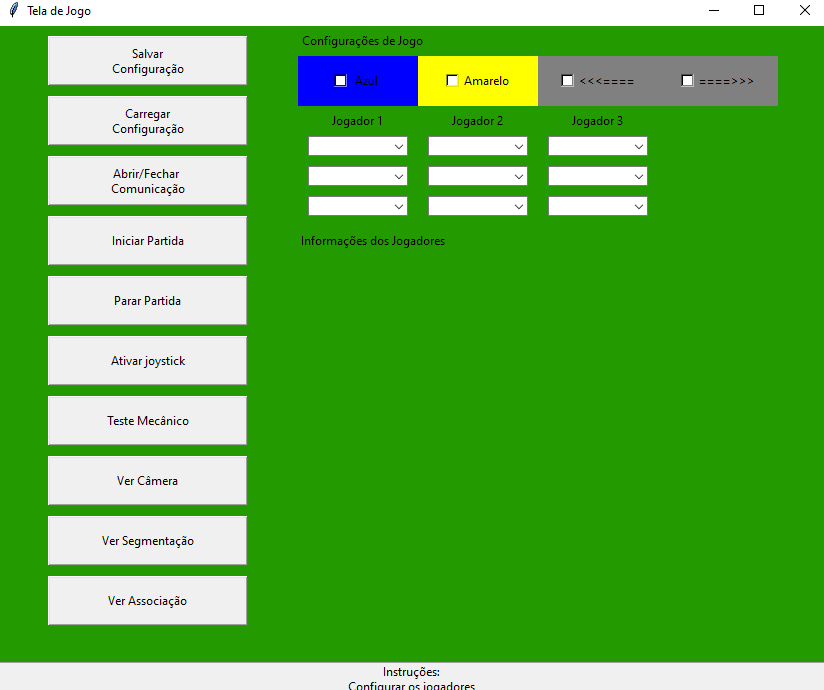 Tela de Jogo
Salvar
Configuração
Carregar
Configuração
Abrir/Fechar
Comunicação
Iniciar Partida
Parar Partida
Ativar joystick
Teste Mecânico
Ver Câmera
Ver Segmentação
Ver Associação
Configurações de Jogo
Azul
Amarelo
<<<====
====>>>
Jogador 1
Jogador 2
Jogador 3
Informações dos Jogadores
Instruções:
Configurar os jogadores